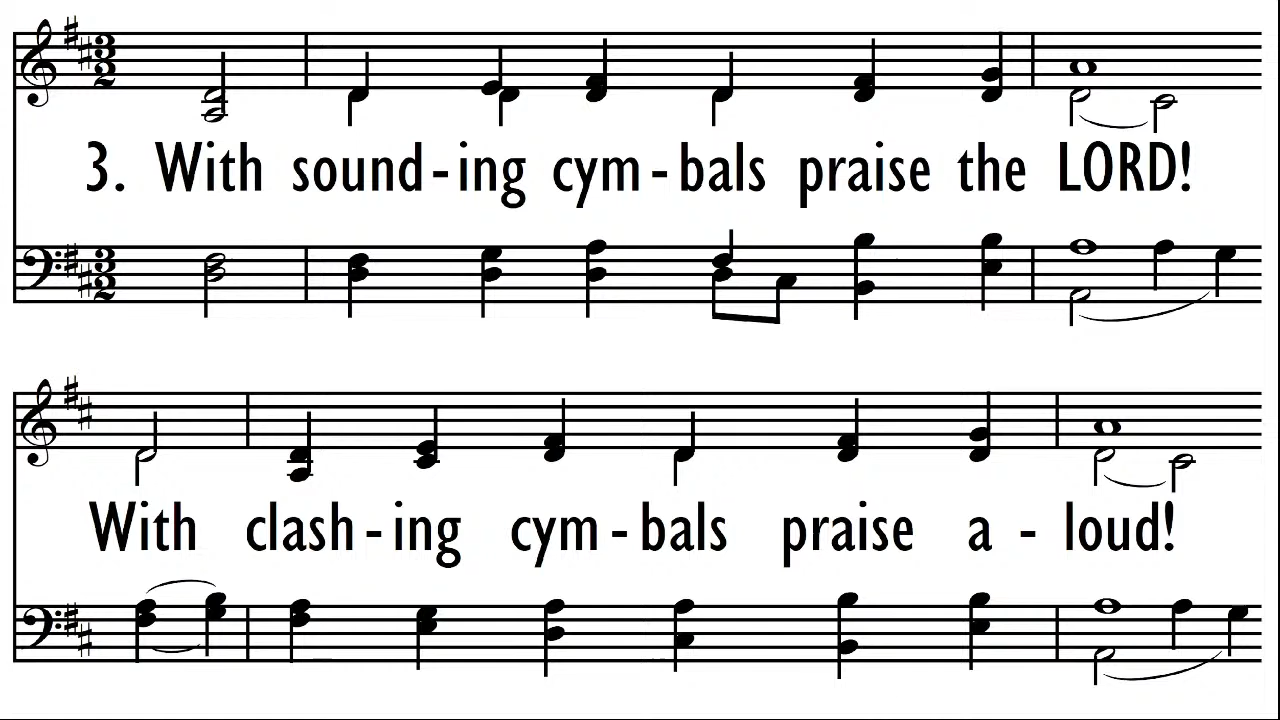 3. With sound-ing cym-bals praise the LORD!
With clash-ing cym-bals praise a - loud!